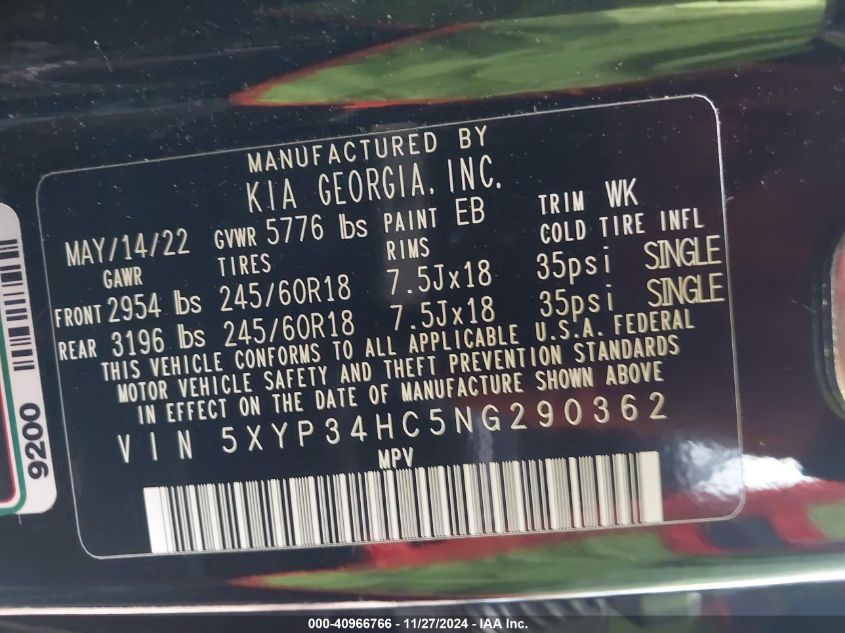 MANUFACTURED BY
KIA GEORGIA, INC.
MAY/14/22 GVWR 5776 lbs PAINT EB TRIM WK
GAWR TIRES RIMS COLD TIRE INFL
FRONT 2954 lbs 245/60R18 7.5Jx18 35psi SINGLE
REAR 3196 lbs 245/60R18 7.5Jx18 35psi SINGLE
THIS VEHICLE CONFORMS TO ALL APPLICABLE U.S.A. FEDERAL
MOTOR VEHICLE SAFETY AND THEFT PREVENTION STANDARDS
IN EFFECT ON THE DATE OF MANUFACTURE SHOWN ABOVE
VIN 5XYP34HC5NG290362
MPV
9200
000-40966766 - 11/27/2024 - IAA Inc.